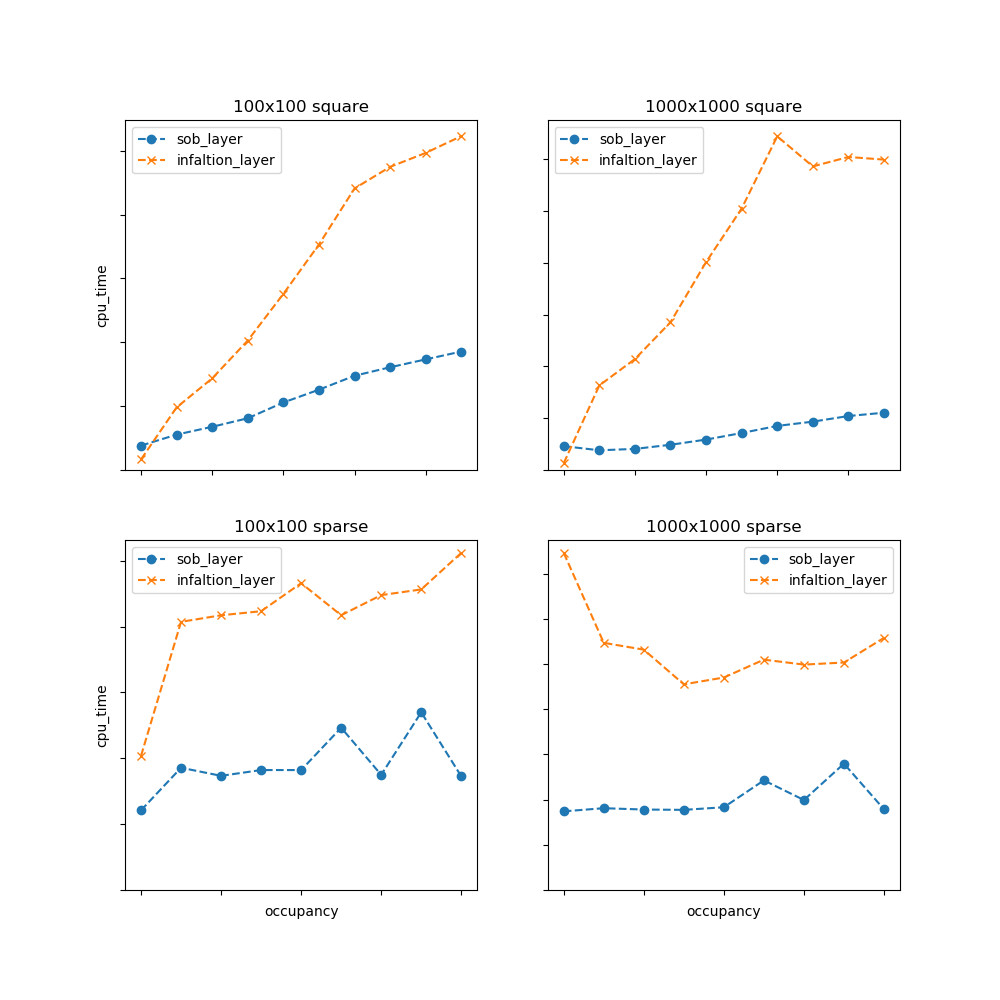 100x100 square
sob_layer
infaltion_layer
cpu_time
1000x1000 square
sob_layer
infaltion_layer
100x100 sparse
sob_layer
infaltion_layer
cpu_time
occupancy
1000x1000 sparse
sob_layer
infaltion_layer
occupancy